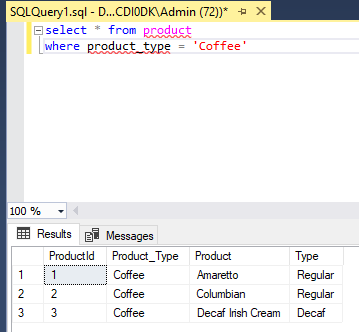 SQLQuery1.sql - D...CDI0DK\Admin (72))*
select * from product
where product_type = 'Coffee'
100 %
Results Messages
ProductId Product_Type Product Type
1 1 Coffee Amaretto Regular
2 2 Coffee Columbian Regular
3 3 Coffee Decaf Irish Cream Decaf